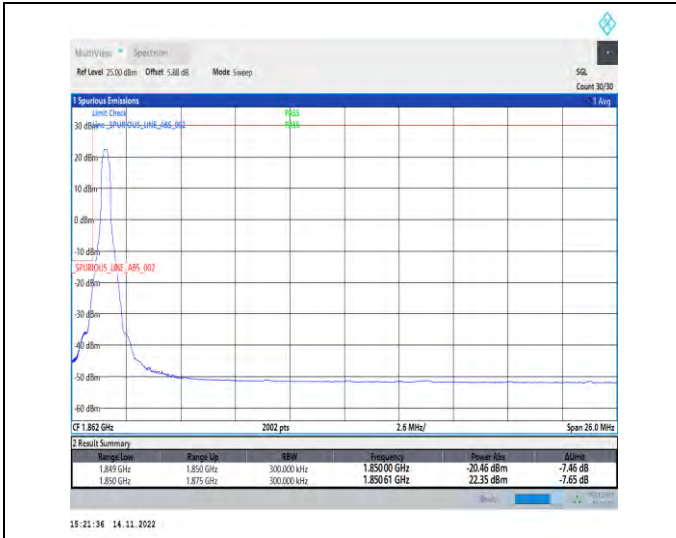 MultiView Spectrum
Ref Level 25.00 dBm Offset 5.88 dB Mode Sweep SGL
Count 30/30
1 Spurious Emissions 1 Avg
Limit Check PASS
30 dBm Line _SPURIOUS_LINE_ABS_002 PASS
20 dBm
10 dBm
0 dBm
-10 dBm
_SPURIOUS_LINE_ABS_002
-20 dBm
-30 dBm
-40 dBm
-50 dBm
-60 dBm
CF 1.862 GHz 2002 pts 2.6 MHz/ Span 26.0 MHz
2 Result Summary
Range Low Range Up RBW Frequency Power Abs ΔLimit
1.849 GHz 1.850 GHz 300.000 kHz 1.85000 GHz -20.46 dBm -7.46 dB
1.850 GHz 1.875 GHz 300.000 kHz 1.85061 GHz 22.35 dBm -7.65 dB
15:21:36 14.11.2022